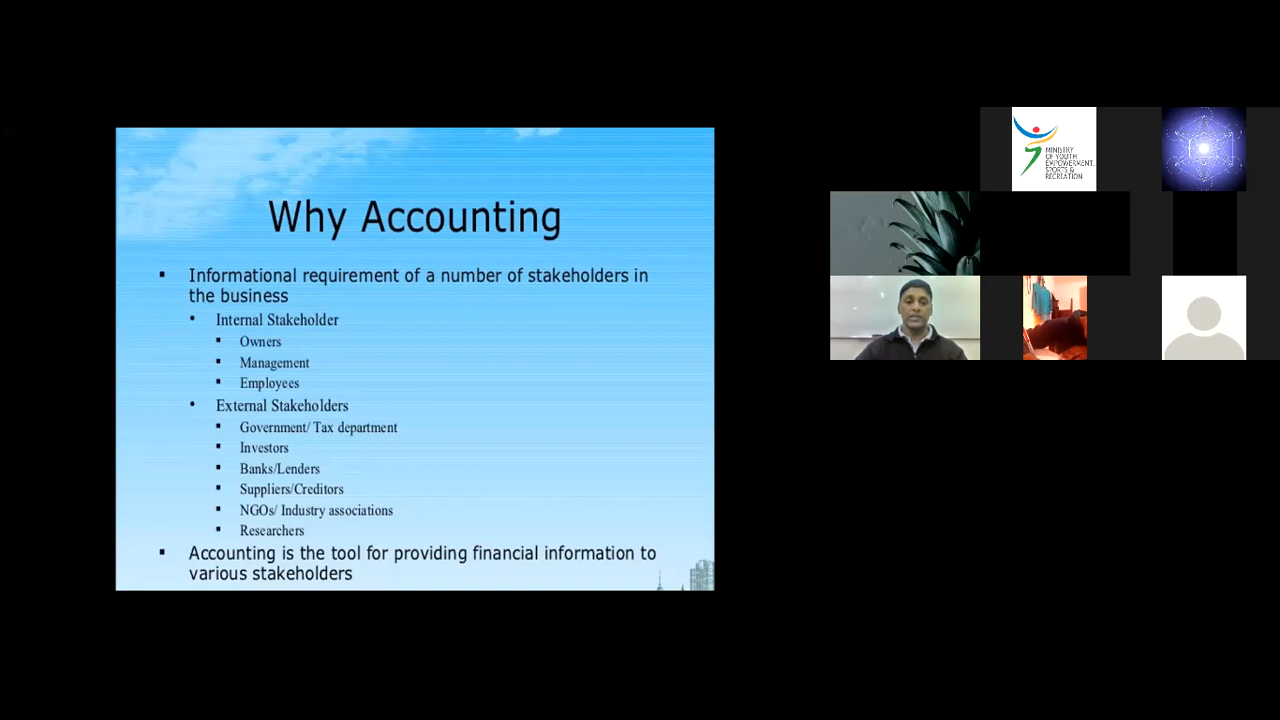 Why Accounting
Informational requirement of a number of stakeholders in
the business
Internal Stakeholder
Owners
Management
Employees
External Stakeholders
Government/ Tax department
Investors
Banks/Lenders
Suppliers/Creditors
NGOs/ Industry associations
Researchers
Accounting is the tool for providing financial information to
various stakeholders
MINISTRY
OF YOUTH
EMPOWERMENT,
SPORTS &
RECREATION